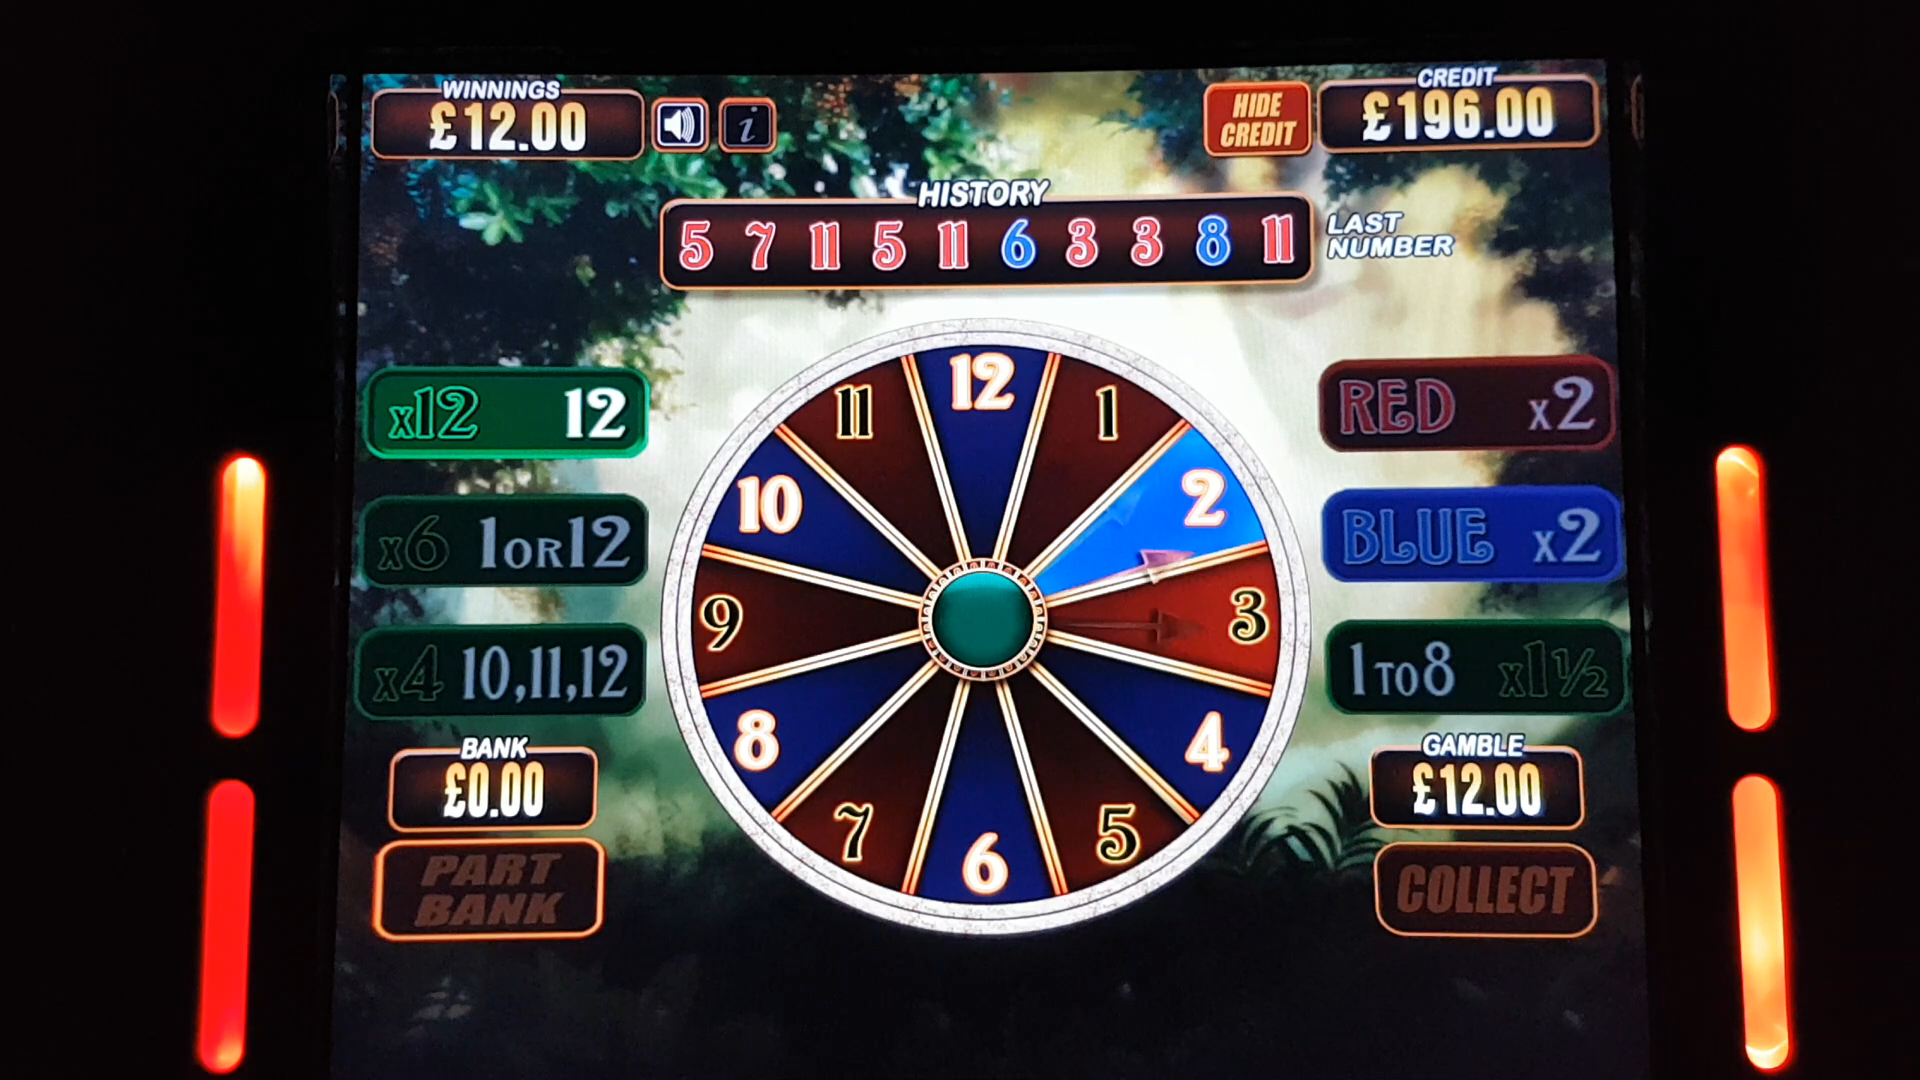 WINNINGS
£12.00
i
HIDE
CREDIT
CREDIT
£196.00
HISTORY
5 7 11 5 11 6 3 3 8 11
LAST
NUMBER
x12 12
x6 1 OR 12
x4 10,11,12
12
1
2
3
4
5
6
7
8
9
10
11
RED x2
BLUE x2
1 TO 8 x1½
BANK
£0.00
PART
BANK
GAMBLE
£12.00
COLLECT